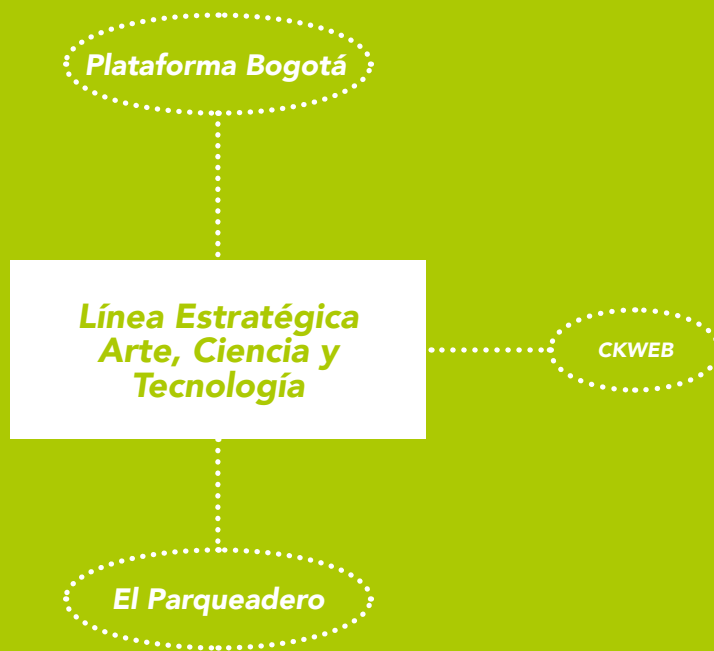 Plataforma Bogotá
Línea Estratégica
Arte, Ciencia y
Tecnología
CKWEB
El Parqueadero